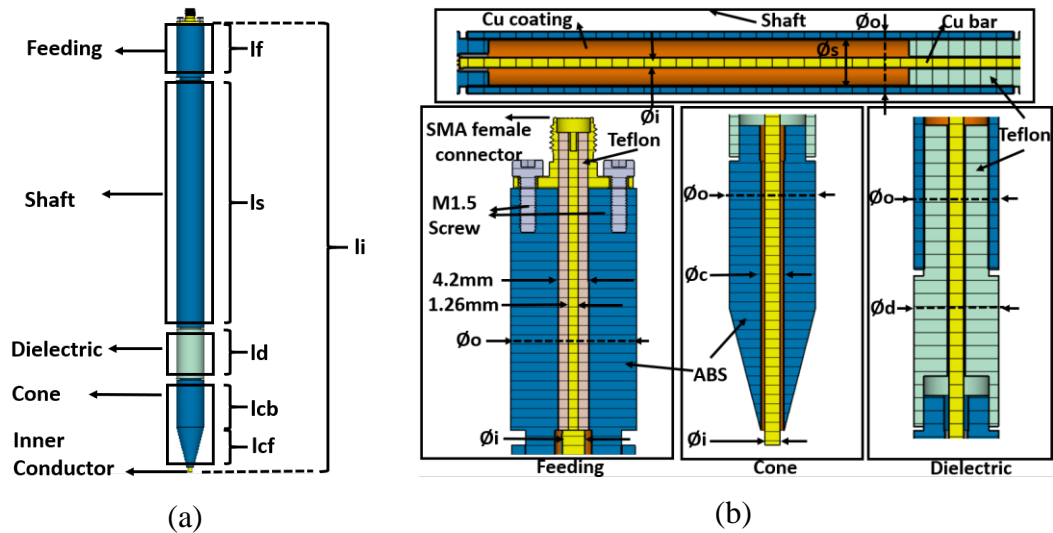 Feeding
lf
Shaft
ls
li
Dielectric
ld
Cone
lcb
Inner
Conductor
lcf
(a)
Cu coating
Shaft
Øo
Cu bar
Øs
Øi
Teflon
SMA female
connector
Teflon
M1.5
Screw
4.2mm
1.26mm
Øo
Øi
Feeding
Øo
Øc
ABS
Øi
Cone
Teflon
Øo
Ød
Dielectric
(b)